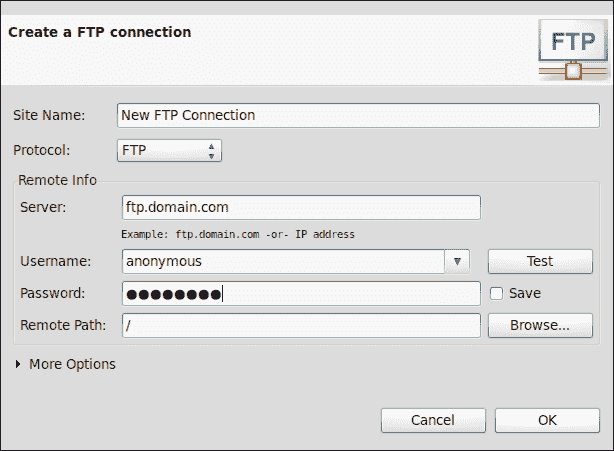 Create a FTP connection
FTP
Site Name: New FTP Connection
Protocol: FTP
Remote Info
Server: ftp.domain.com
Example: ftp.domain.com -or- IP address
Username: anonymous Test
Password: ●●●●●●●● Save
Remote Path: / Browse...
More Options
Cancel OK